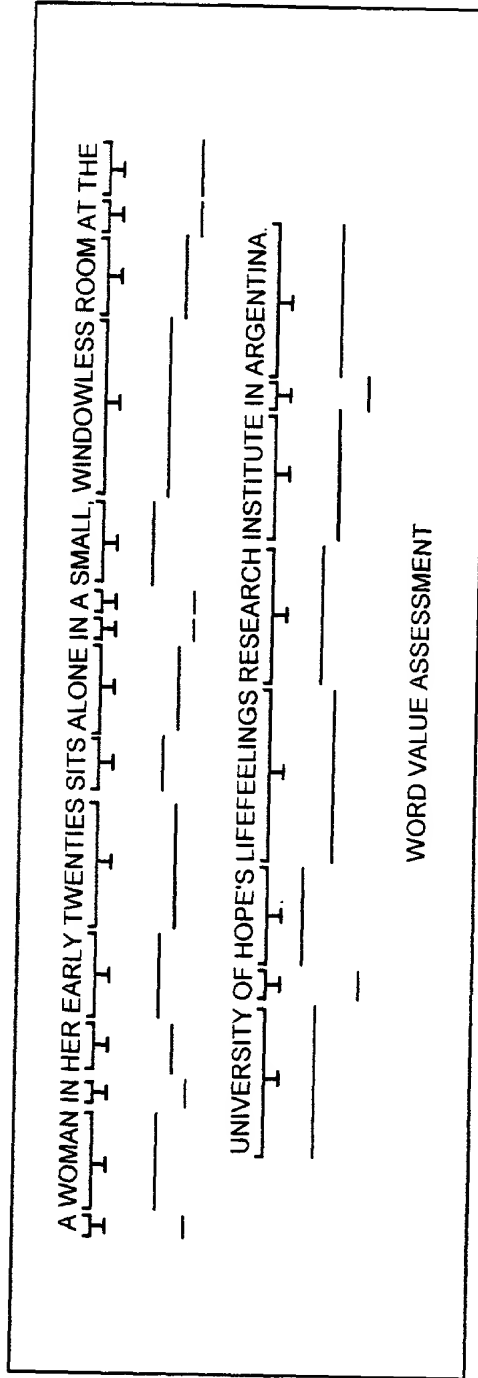 A WOMAN IN HER EARLY TWENTIES SITS ALONE IN A SMALL, WINDOWLESS ROOM AT THE
UNIVERSITY OF HOPE'S LIFEFEELINGS RESEARCH INSTITUTE IN ARGENTINA.
WORD VALUE ASSESSMENT